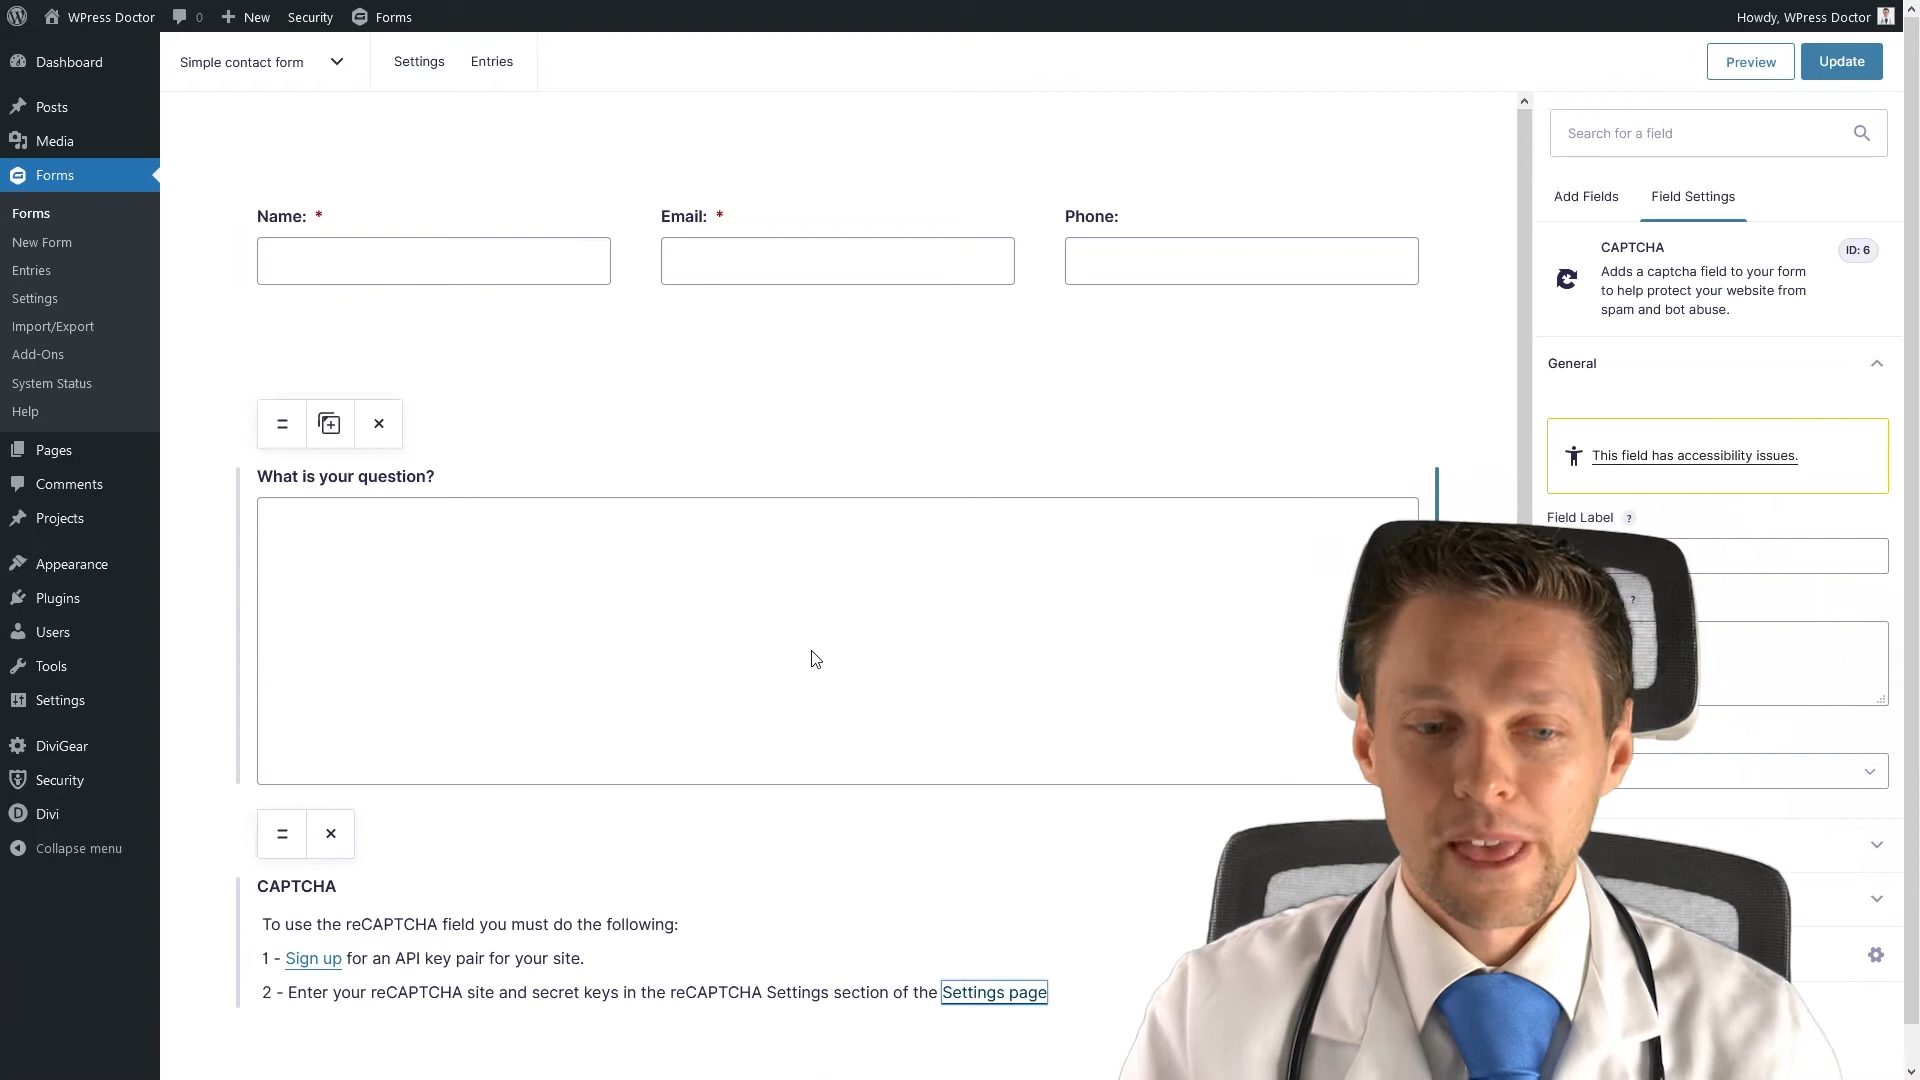 WPress Doctor 0 New Security Forms Howdy, WPress Doctor
Dashboard
Posts
Media
Forms
Forms
New Form
Entries
Settings
Import/Export
Add-Ons
System Status
Help
Pages
Comments
Projects
Appearance
Plugins
Users
Tools
Settings
DiviGear
Security
Divi
Collapse menu
Simple contact form Settings Entries Preview Update
Name: * Email: * Phone:
What is your question?
CAPTCHA
To use the reCAPTCHA field you must do the following:
1 - Sign up for an API key pair for your site.
2 - Enter your reCAPTCHA site and secret keys in the reCAPTCHA Settings section of the Settings page
Search for a field
Add Fields Field Settings
CAPTCHA ID: 6
Adds a captcha field to your form
to help protect your website from
spam and bot abuse.
General
This field has accessibility issues.
Field Label ?
?